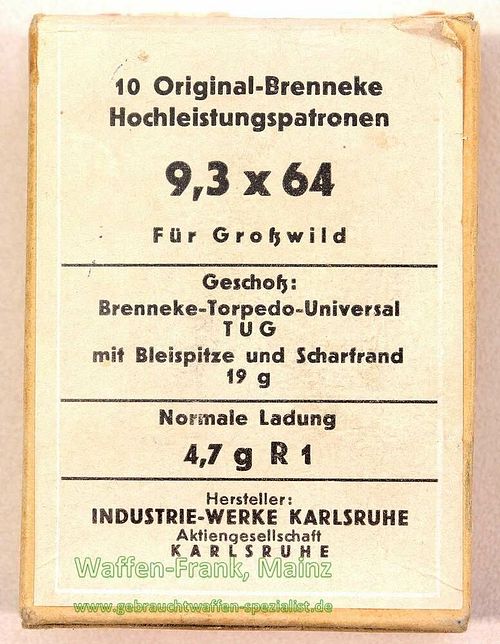 10 Original-Brenneke
Hochleistungspatronen
9,3 x 64
Für Großwild
Geschoß:
Brenneke-Torpedo-Universal
TUG
mit Bleispitze und Scharfrand
19 g
Normale Ladung
4,7 g R 1
Hersteller:
INDUSTRIE-WERKE KARLSRUHE
Aktiengesellschaft
KARLSRUHE
Waffen-Frank, Mainz
www.gebrauchtwaffen-spezialist.de